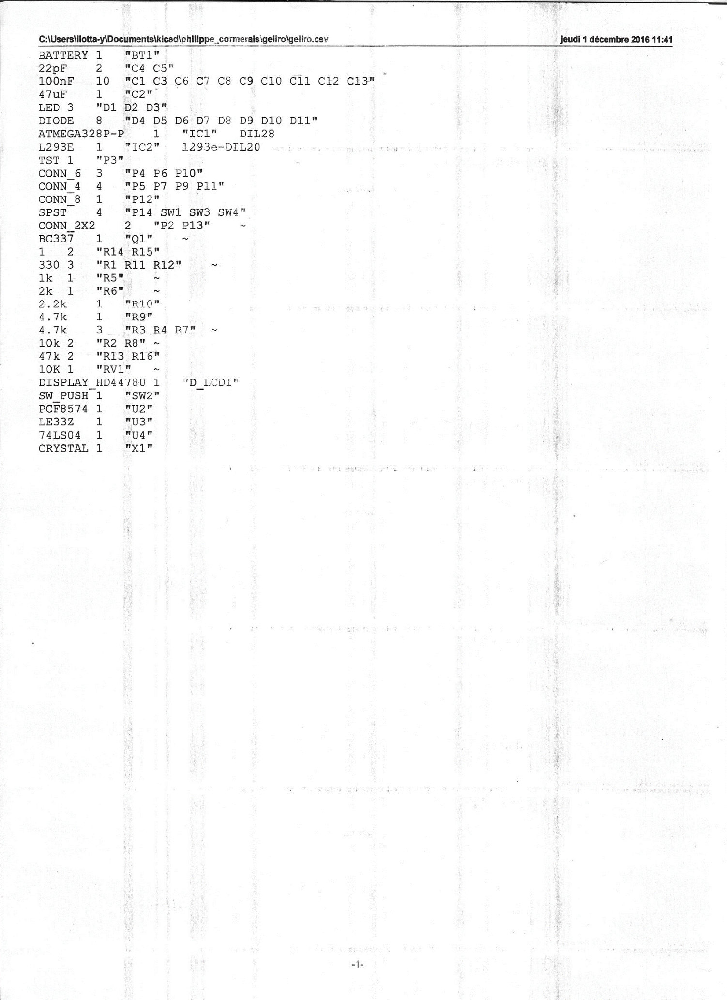 C:\Users\liotta-y\Documents\kicad\philippe_cormerais\geiiro\geiiro.csv jeudi 1 décembre 2016 11:41
BATTERY 1 "BT1"
22pF 2 "C4 C5"
100nF 10 "C1 C3 C6 C7 C8 C9 C10 C11 C12 C13"
47uF 1 "C2"
LED 3 "D1 D2 D3"
DIODE 8 "D4 D5 D6 D7 D8 D9 D10 D11"
ATMEGA328P-P 1 "IC1" DIL28
L293E 1 "IC2" l293e-DIL20
TST 1 "P3"
CONN_6 3 "P4 P6 P10"
CONN_4 4 "P5 P7 P9 P11"
CONN_8 1 "P12"
SPST 4 "P14 SW1 SW3 SW4"
CONN_2X2 2 "P2 P13" ~
BC337 1 "Q1" ~
1 2 "R14 R15"
330 3 "R1 R11 R12" ~
1k 1 "R5" ~
2k 1 "R6" ~
2.2k 1 "R10"
4.7k 1 "R9"
4.7k 3 "R3 R4 R7" ~
10k 2 "R2 R8" ~
47k 2 "R13 R16"
10K 1 "RV1" ~
DISPLAY_HD44780 1 "D_LCD1"
SW_PUSH 1 "SW2"
PCF8574 1 "U2"
LE33Z 1 "U3"
74LS04 1 "U4"
CRYSTAL 1 "X1"
-1-